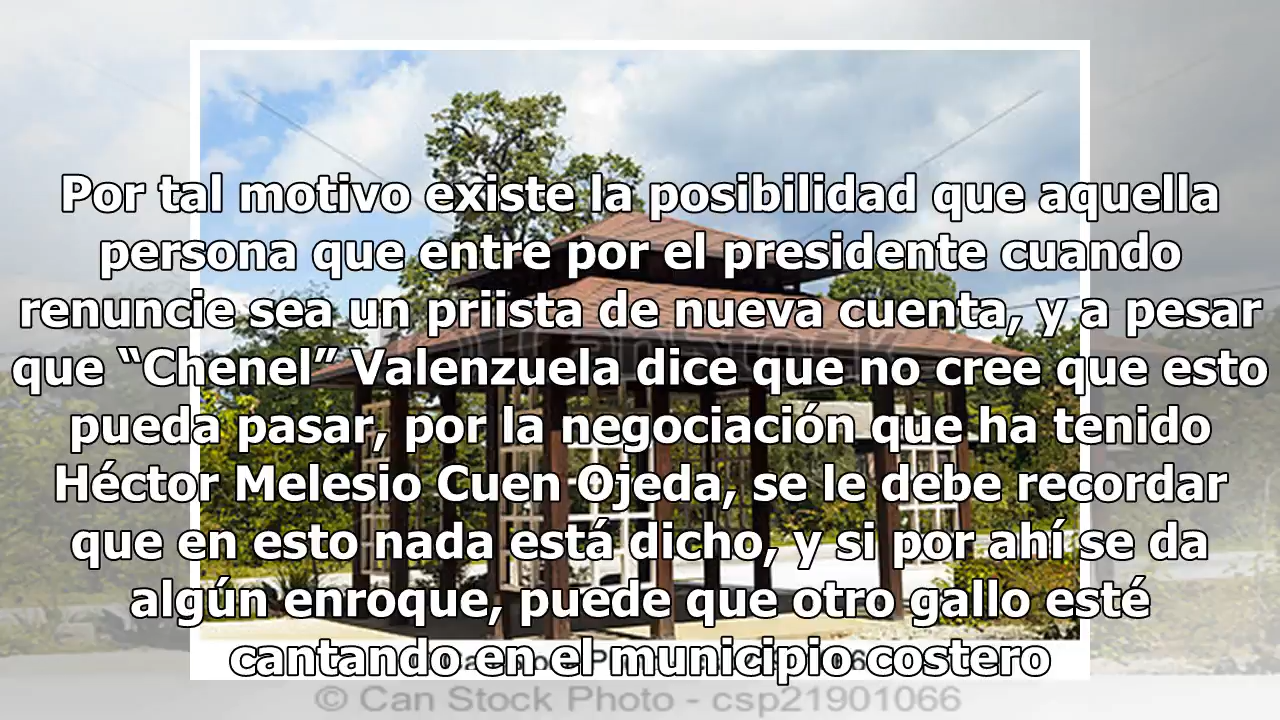 Por tal motivo existe la posibilidad que aquella
persona que entre por el presidente cuando
renuncie sea un priista de nueva cuenta, y a pesar
que “Chenel” Valenzuela dice que no cree que esto
pueda pasar, por la negociación que ha tenido
Héctor Melesio Cuen Ojeda, se le debe recordar
que en esto nada está dicho, y si por ahí se da
algún enroque, puede que otro gallo esté
cantando en el municipio costero
© Can Stock Photo - csp21901066